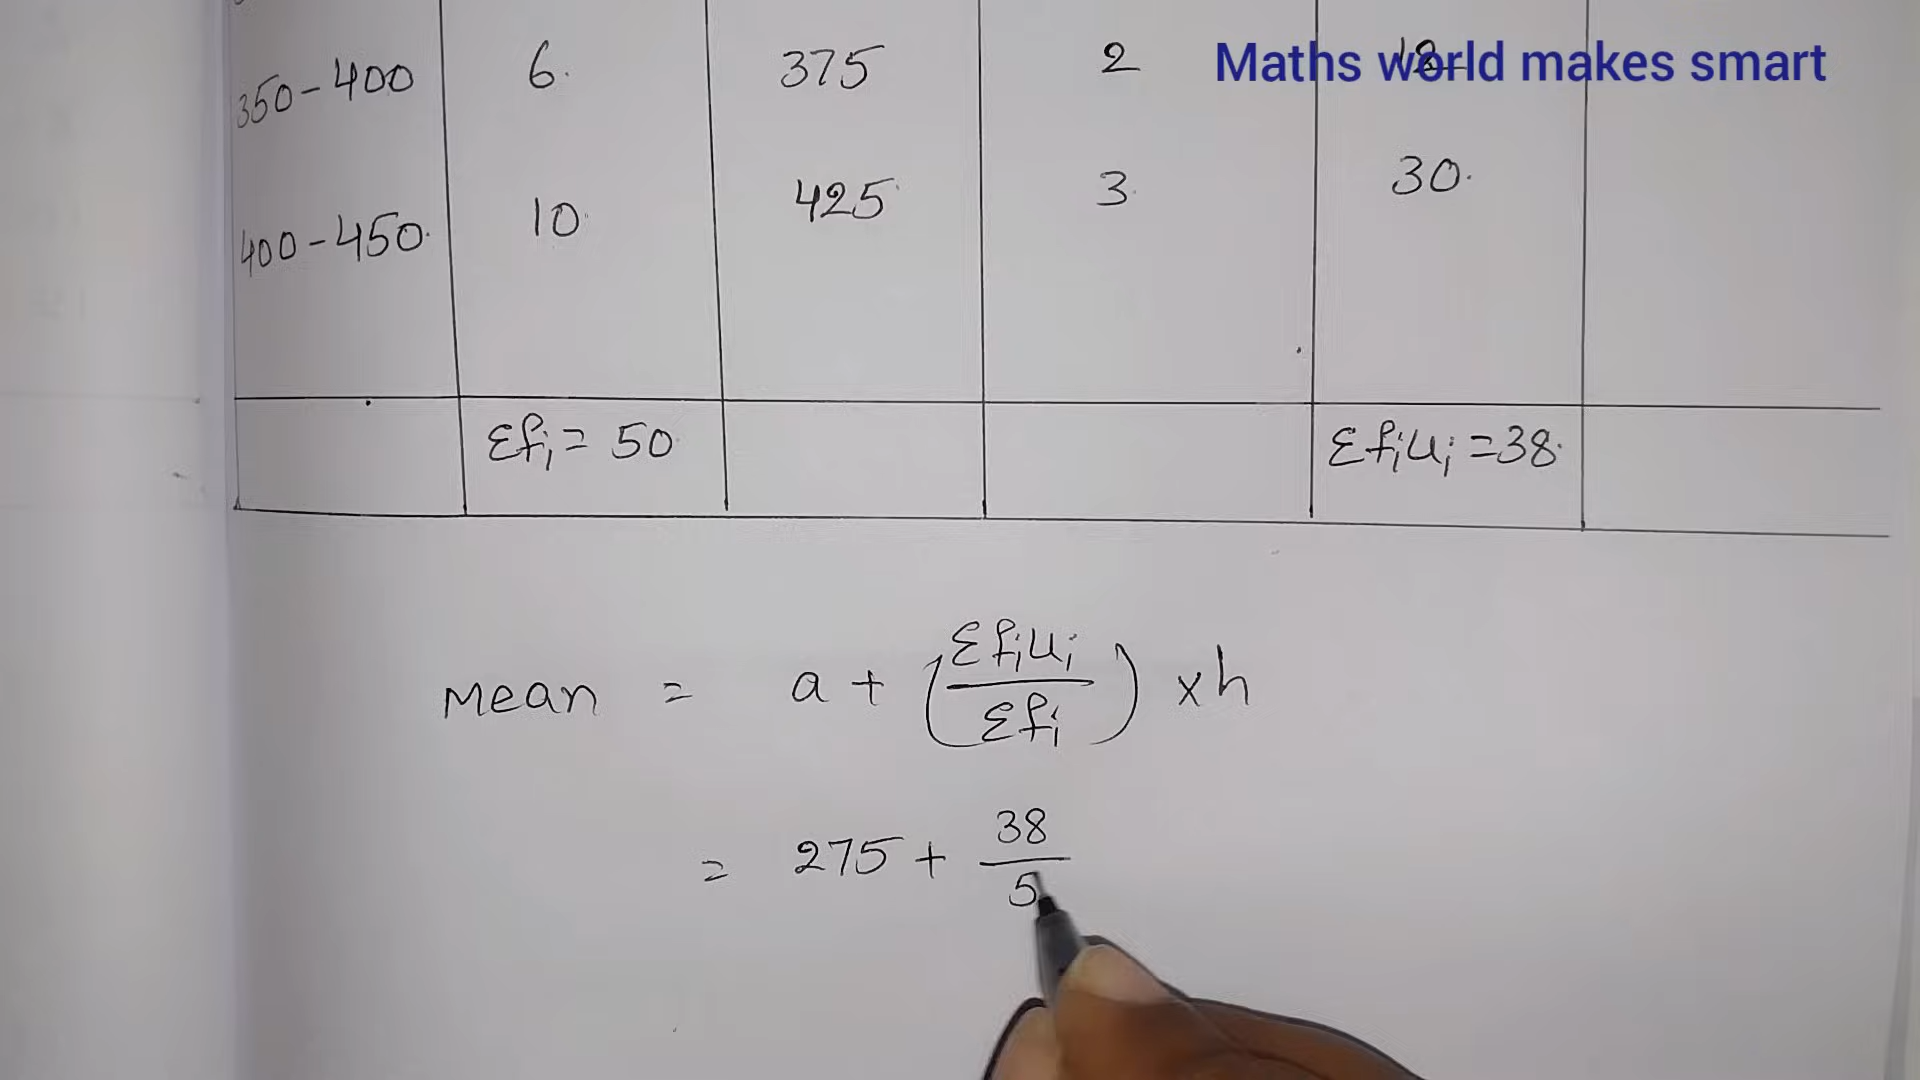 350-400 6. 375 2 12 Maths world makes smart
400-450. 10. 425 3. 30.
Σfi = 50 Σfiui = 38.
Mean = a + (Σfiui / Σfi) × h
= 275 + 38 / 5